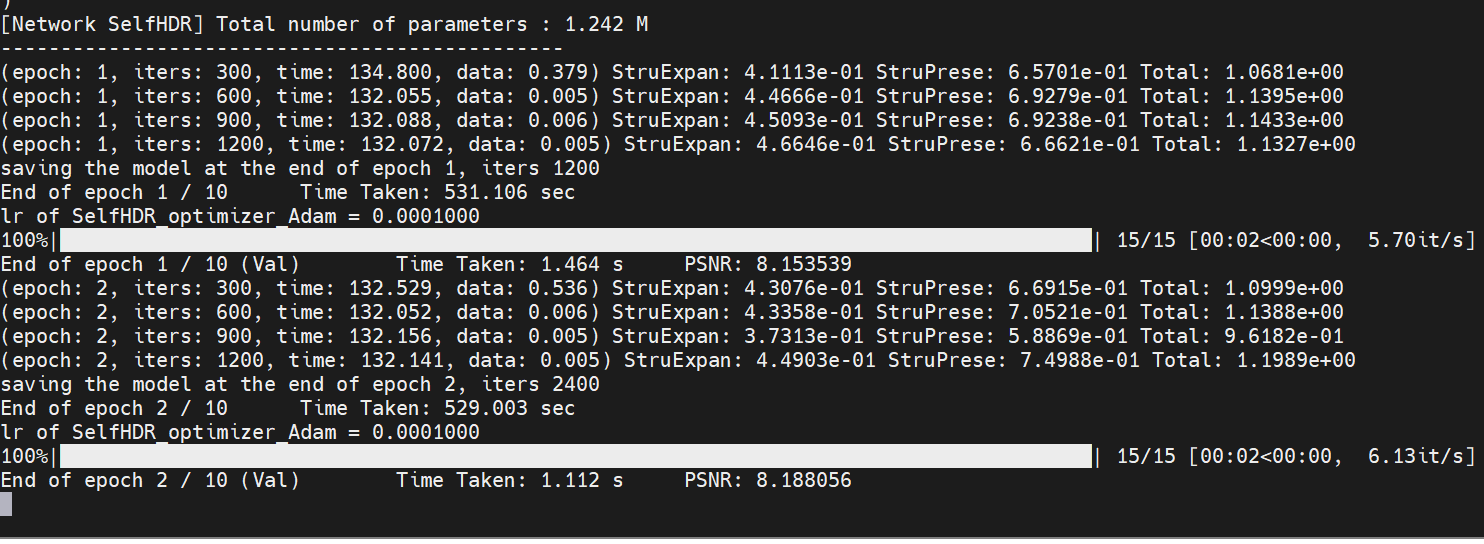 )
[Network SelfHDR] Total number of parameters : 1.242 M
-----------------------------------------------
(epoch: 1, iters: 300, time: 134.800, data: 0.379) StruExpan: 4.1113e-01 StruPrese: 6.5701e-01 Total: 1.0681e+00
(epoch: 1, iters: 600, time: 132.055, data: 0.005) StruExpan: 4.4666e-01 StruPrese: 6.9279e-01 Total: 1.1395e+00
(epoch: 1, iters: 900, time: 132.088, data: 0.006) StruExpan: 4.5093e-01 StruPrese: 6.9238e-01 Total: 1.1433e+00
(epoch: 1, iters: 1200, time: 132.072, data: 0.005) StruExpan: 4.6646e-01 StruPrese: 6.6621e-01 Total: 1.1327e+00
saving the model at the end of epoch 1, iters 1200
End of epoch 1 / 10      Time Taken: 531.106 sec
lr of SelfHDR_optimizer_Adam = 0.0001000
100%|| 15/15 [00:02<00:00,  5.70it/s]
End of epoch 1 / 10 (Val)        Time Taken: 1.464 s     PSNR: 8.153539
(epoch: 2, iters: 300, time: 132.529, data: 0.536) StruExpan: 4.3076e-01 StruPrese: 6.6915e-01 Total: 1.0999e+00
(epoch: 2, iters: 600, time: 132.052, data: 0.006) StruExpan: 4.3358e-01 StruPrese: 7.0521e-01 Total: 1.1388e+00
(epoch: 2, iters: 900, time: 132.156, data: 0.005) StruExpan: 3.7313e-01 StruPrese: 5.8869e-01 Total: 9.6182e-01
(epoch: 2, iters: 1200, time: 132.141, data: 0.005) StruExpan: 4.4903e-01 StruPrese: 7.4988e-01 Total: 1.1989e+00
saving the model at the end of epoch 2, iters 2400
End of epoch 2 / 10      Time Taken: 529.003 sec
lr of SelfHDR_optimizer_Adam = 0.0001000
100%|| 15/15 [00:02<00:00,  6.13it/s]
End of epoch 2 / 10 (Val)        Time Taken: 1.112 s     PSNR: 8.188056